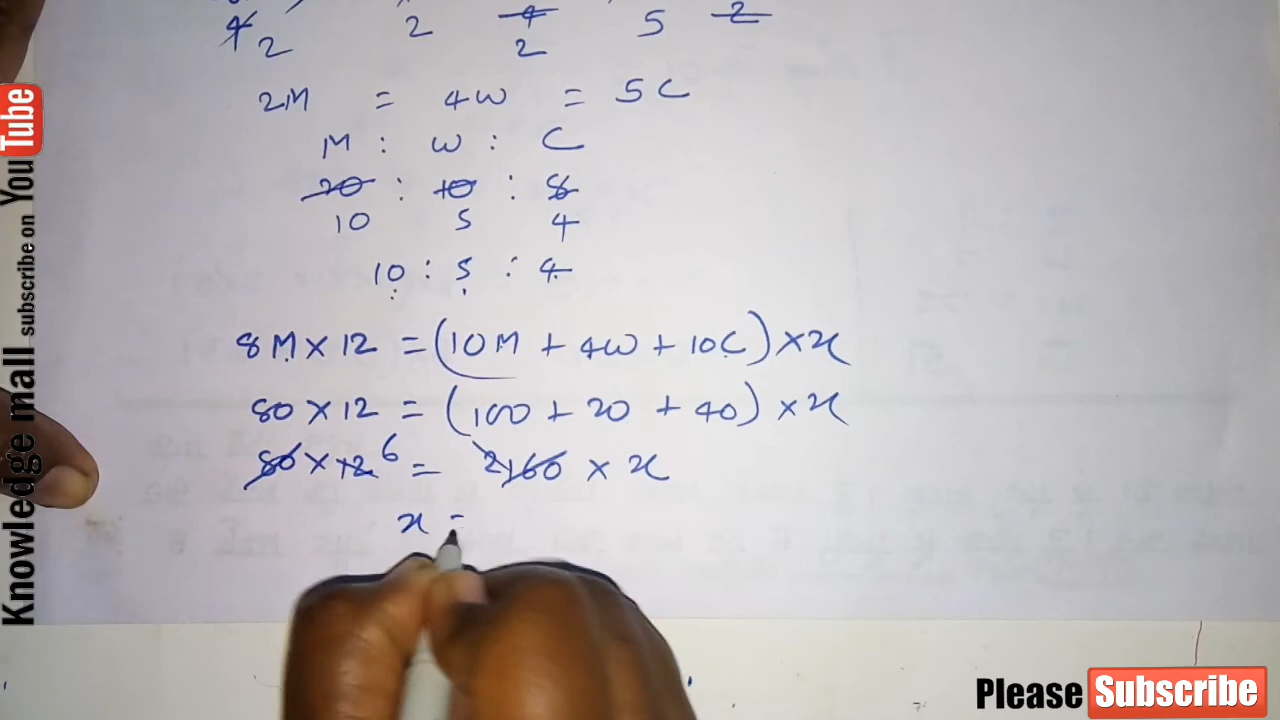 4 2 2 4 5 2
2
2M = 4W = 5C
M : W : C
20 : 10 : 8
10 5 4
10 : 5 : 4
8M × 12 = (10M + 4W + 10C) × x
80 × 12 = (100 + 20 + 40) × x
80 × 12 6 = 2 160 × x
x =
Knowledge mall subscribe on YouTube
Please Subscribe